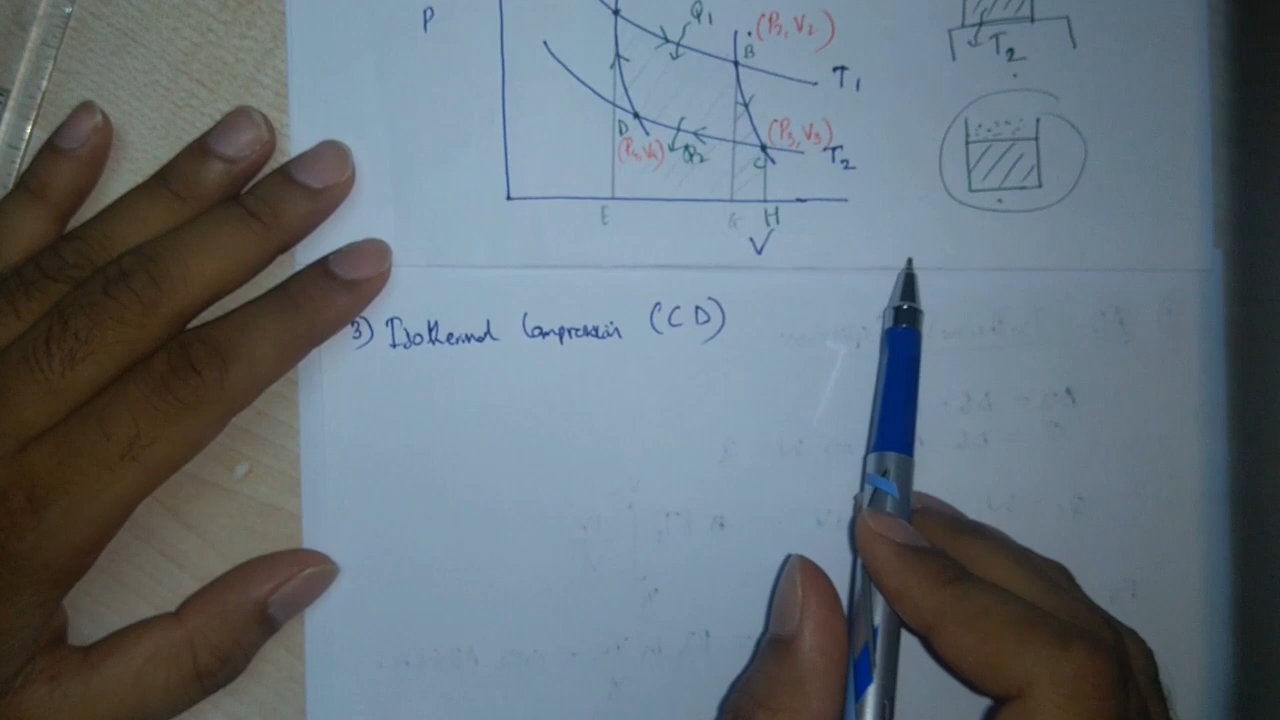 P
Q1
(P2, V2)
B
T1
T2
D
(P4, V4)
Q2
(P3, V3)
C
T2
E
G
H
V
3) Isothermal Compression (CD)